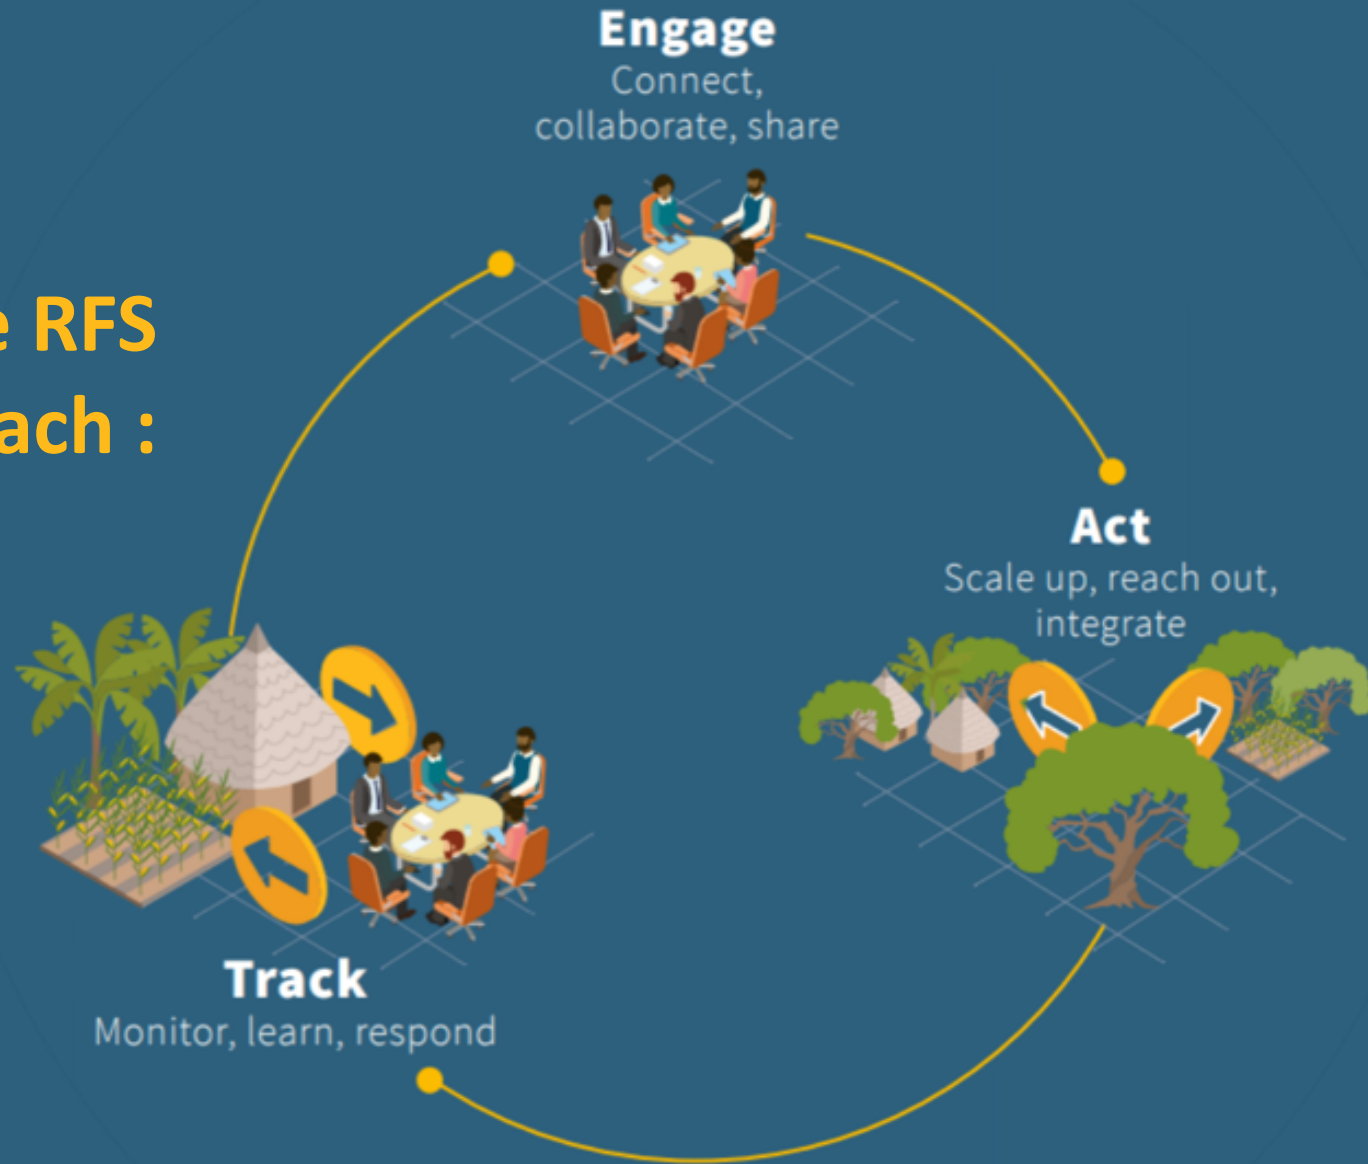 Engage
Connect,
collaborate, share
e RFS
ach :
Act
Scale up, reach out,
integrate
Track
Monitor, learn, respond